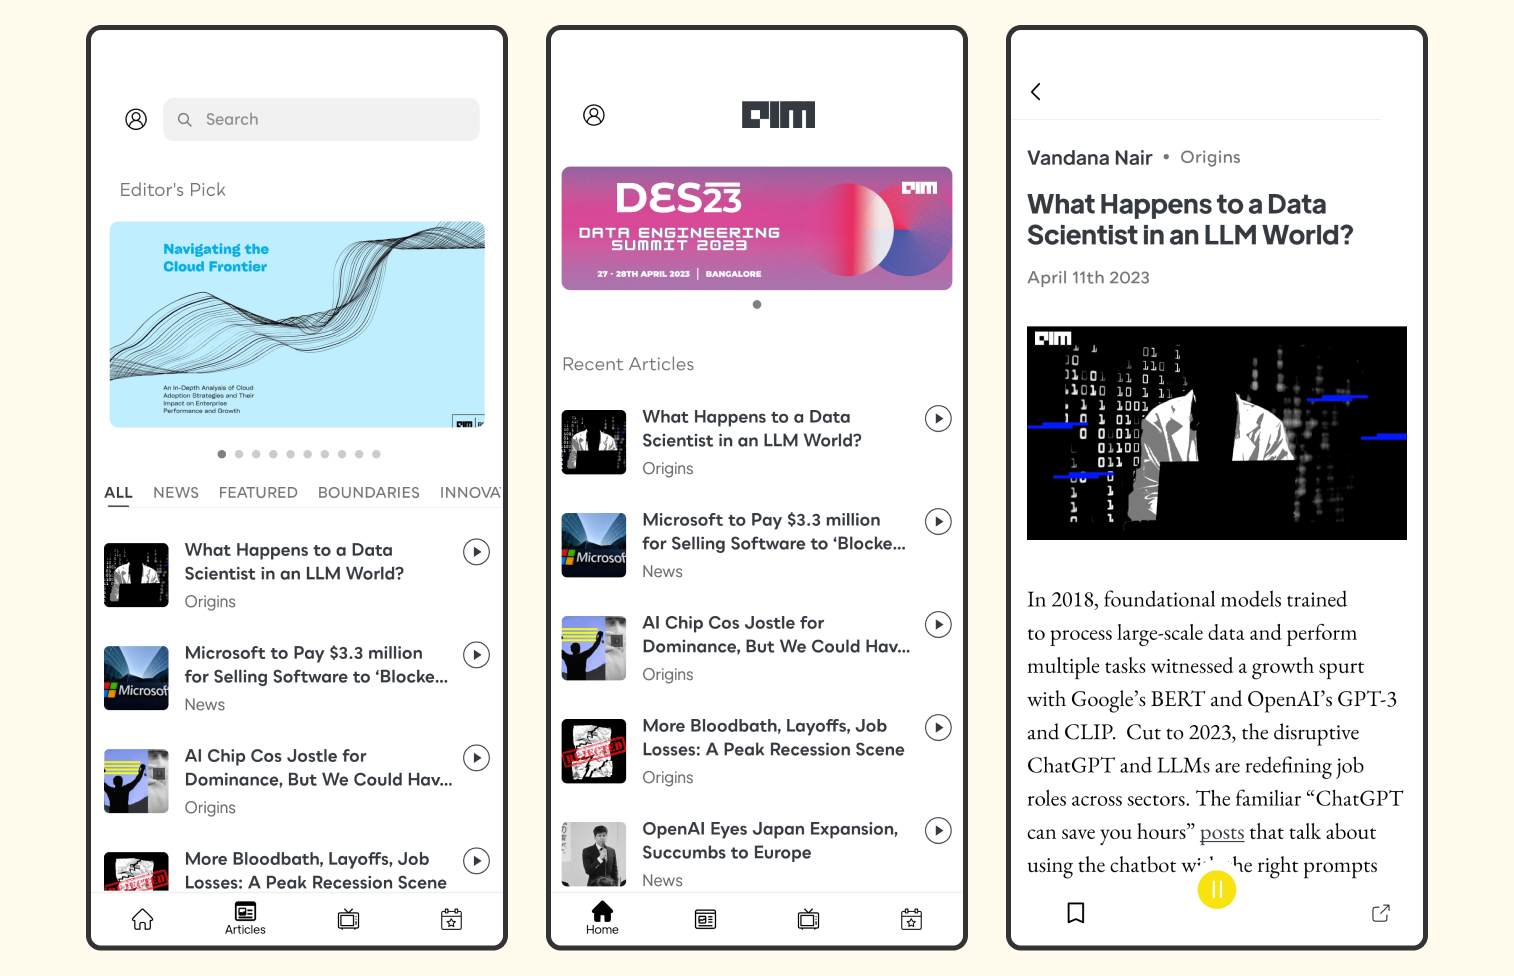 Search
Editor's Pick
Navigating the
Cloud Frontier
An In-Depth Analysis of Cloud
Adoption Strategies and Their
Impact on Enterprise
Performance and Growth
AIM
ALL NEWS FEATURED BOUNDARIES INNOVA
What Happens to a Data
Scientist in an LLM World?
Origins
Microsoft
Microsoft to Pay $3.3 million
for Selling Software to ‘Blocke...
News
AI Chip Cos Jostle for
Dominance, But We Could Hav...
Origins
REJECTED
More Bloodbath, Layoffs, Job
Losses: A Peak Recession Scene
Articles
AIM
AIM
DES23
DATA ENGINEERING
SUMMIT 2023
27 - 28TH APRIL 2023 | BANGALORE
Recent Articles
What Happens to a Data
Scientist in an LLM World?
Origins
Microsoft
Microsoft to Pay $3.3 million
for Selling Software to ‘Blocke...
News
AI Chip Cos Jostle for
Dominance, But We Could Hav...
Origins
REJECTED
More Bloodbath, Layoffs, Job
Losses: A Peak Recession Scene
Origins
OpenAI Eyes Japan Expansion,
Succumbs to Europe
News
Home
Vandana Nair • Origins
What Happens to a Data
Scientist in an LLM World?
April 11th 2023
AIM
In 2018, foundational models trained
to process large-scale data and perform
multiple tasks witnessed a growth spurt
with Google’s BERT and OpenAI’s GPT-3
and CLIP.  Cut to 2023, the disruptive
ChatGPT and LLMs are redefining job
roles across sectors. The familiar “ChatGPT
can save you hours” posts that talk about
using the chatbot with the right prompts